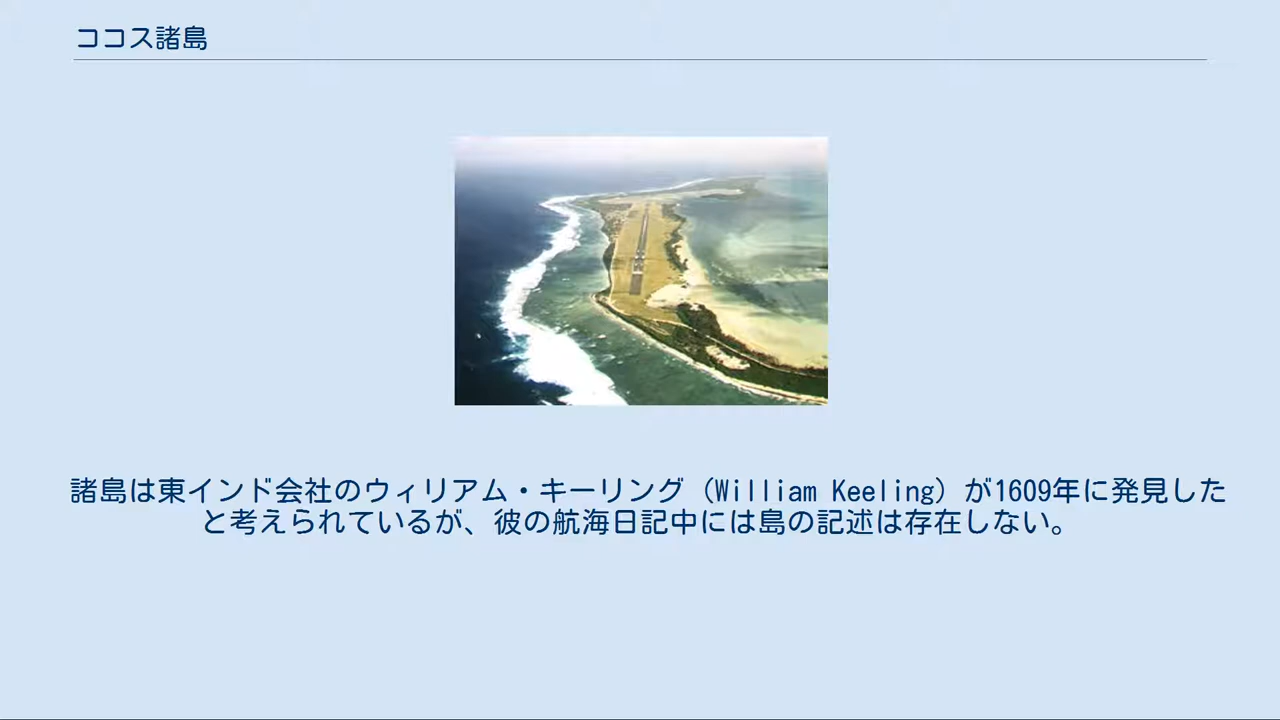 ココス諸島
諸島は東インド会社のウィリアム・キーリング（William Keeling）が1609年に発見した
と考えられているが、彼の航海日記中には島の記述は存在しない。